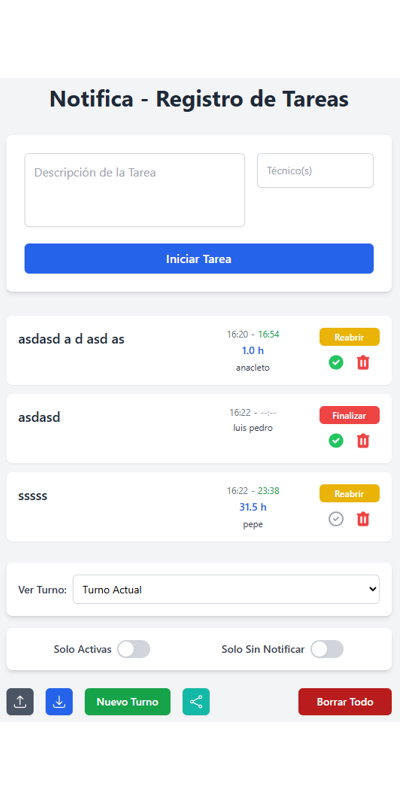 Notifica - Registro de Tareas
Descripción de la Tarea
Técnico(s)
Iniciar Tarea
asdasd a d asd as
16:20 - 16:54
1.0 h
anacleto
Reabrir
asdasd
16:22 - --:--
luis pedro
Finalizar
sssss
16:22 - 23:38
31.5 h
pepe
Reabrir
Ver Turno:
Turno Actual
Solo Activas
Solo Sin Notificar
Nuevo Turno
Borrar Todo